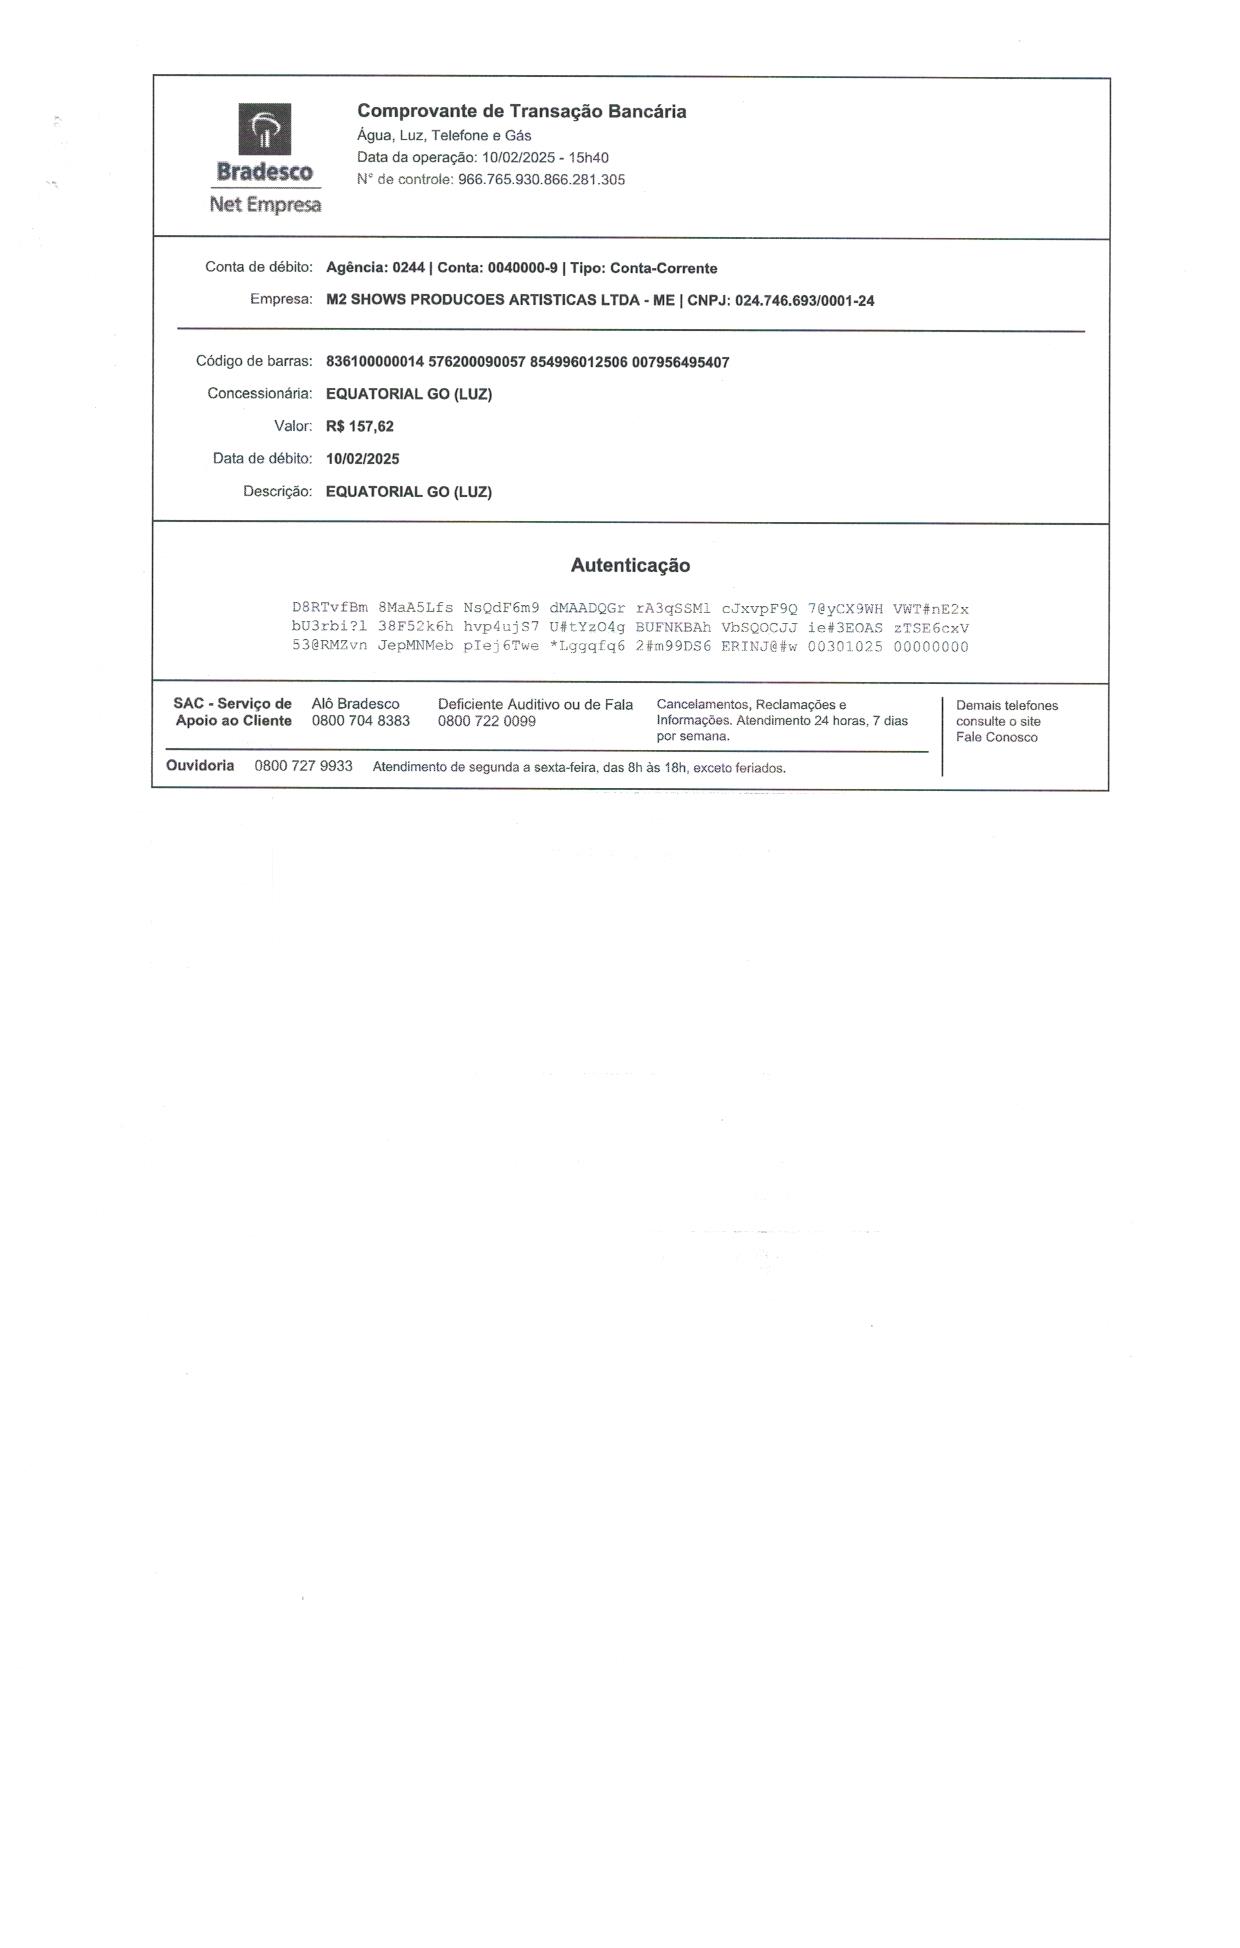 Bradesco
Net Empresa
Comprovante de Transação Bancária
Água, Luz, Telefone e Gás
Data da operação: 10/02/2025 - 15h40
N° de controle: 966.765.930.866.281.305
Conta de débito: Agência: 0244 | Conta: 0040000-9 | Tipo: Conta-Corrente
Empresa: M2 SHOWS PRODUCOES ARTISTICAS LTDA - ME | CNPJ: 024.746.693/0001-24
Código de barras: 836100000014 576200090057 854996012506 007956495407
Concessionária: EQUATORIAL GO (LUZ)
Valor: R$ 157,62
Data de débito: 10/02/2025
Descrição: EQUATORIAL GO (LUZ)
Autenticação
D8RTvfBm 8MaA5Lfs NsQdF6m9 dMAADQGr rA3qSSMl cJxvpF9Q 7@yCX9WH VWT#nE2x
bU3rbi?l 38F52k6h hvp4ujS7 U#tYzO4g BUFNKBAh VbSQOCJJ ie#3EOAS zTSE6cxV
53@RMZvn JepMNMeb pIej6Twe *Lggqfq6 2#m99DS6 ERINJ@#w 00301025 00000000
SAC - Serviço de Apoio ao Cliente
Alô Bradesco
0800 704 8383
Deficiente Auditivo ou de Fala
0800 722 0099
Cancelamentos, Reclamações e
Informações. Atendimento 24 horas, 7 dias
por semana.
Demais telefones
consulte o site
Fale Conosco
Ouvidoria 0800 727 9933 Atendimento de segunda a sexta-feira, das 8h às 18h, exceto feriados.